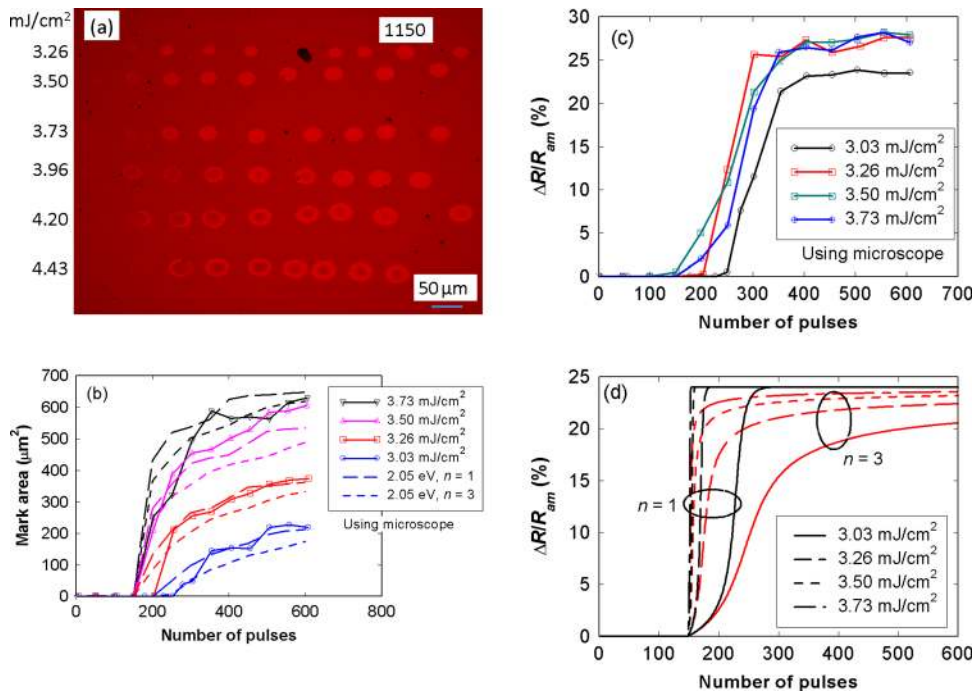 mJ/cm²
(a)
1150
3.26
3.50
3.73
3.96
4.20
4.43
50 µm
(b)
Mark area (µm²)
700
600
500
400
300
200
100
0
0 200 400 600 800
Number of pulses
3.73 mJ/cm²
3.50 mJ/cm²
3.26 mJ/cm²
3.03 mJ/cm²
2.05 eV, n = 1
2.05 eV, n = 3
Using microscope
(c)
ΔR/Ram (%)
30
25
20
15
10
5
0
0 100 200 300 400 500 600 700
Number of pulses
3.03 mJ/cm²
3.26 mJ/cm²
3.50 mJ/cm²
3.73 mJ/cm²
Using microscope
(d)
ΔR/Ram (%)
25
20
15
10
5
0
0 100 200 300 400 500 600
Number of pulses
n = 1
n = 3
3.03 mJ/cm²
3.26 mJ/cm²
3.50 mJ/cm²
3.73 mJ/cm²